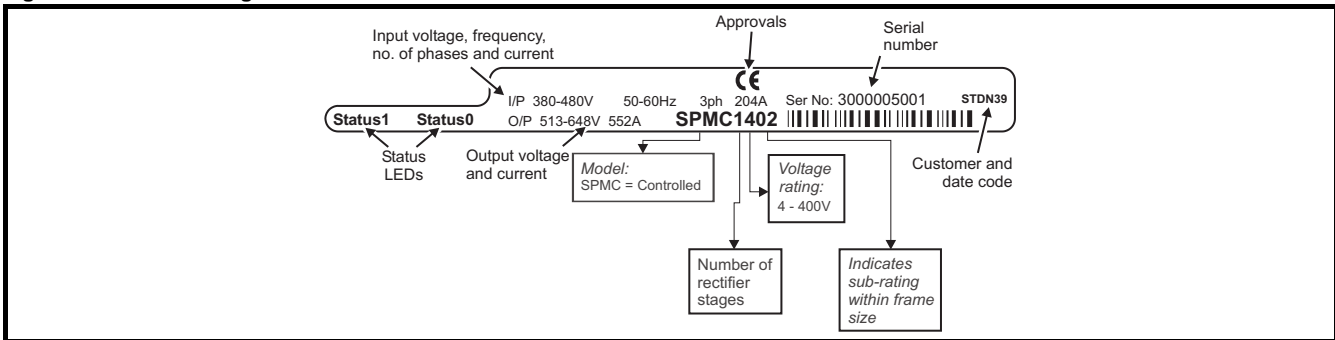 Approvals
Input voltage, frequency,
no. of phases and current
Serial
number
CE
I/P 380-480V 50-60Hz 3ph 204A Ser No: 3000005001 STDN39
Status1 Status0 O/P 513-648V 552A SPMC1402
Status
LEDs
Output voltage
and current
Model:
SPMC = Controlled
Voltage
rating:
4 - 400V
Customer and
date code
Number of
rectifier
stages
Indicates
sub-rating
within frame
size